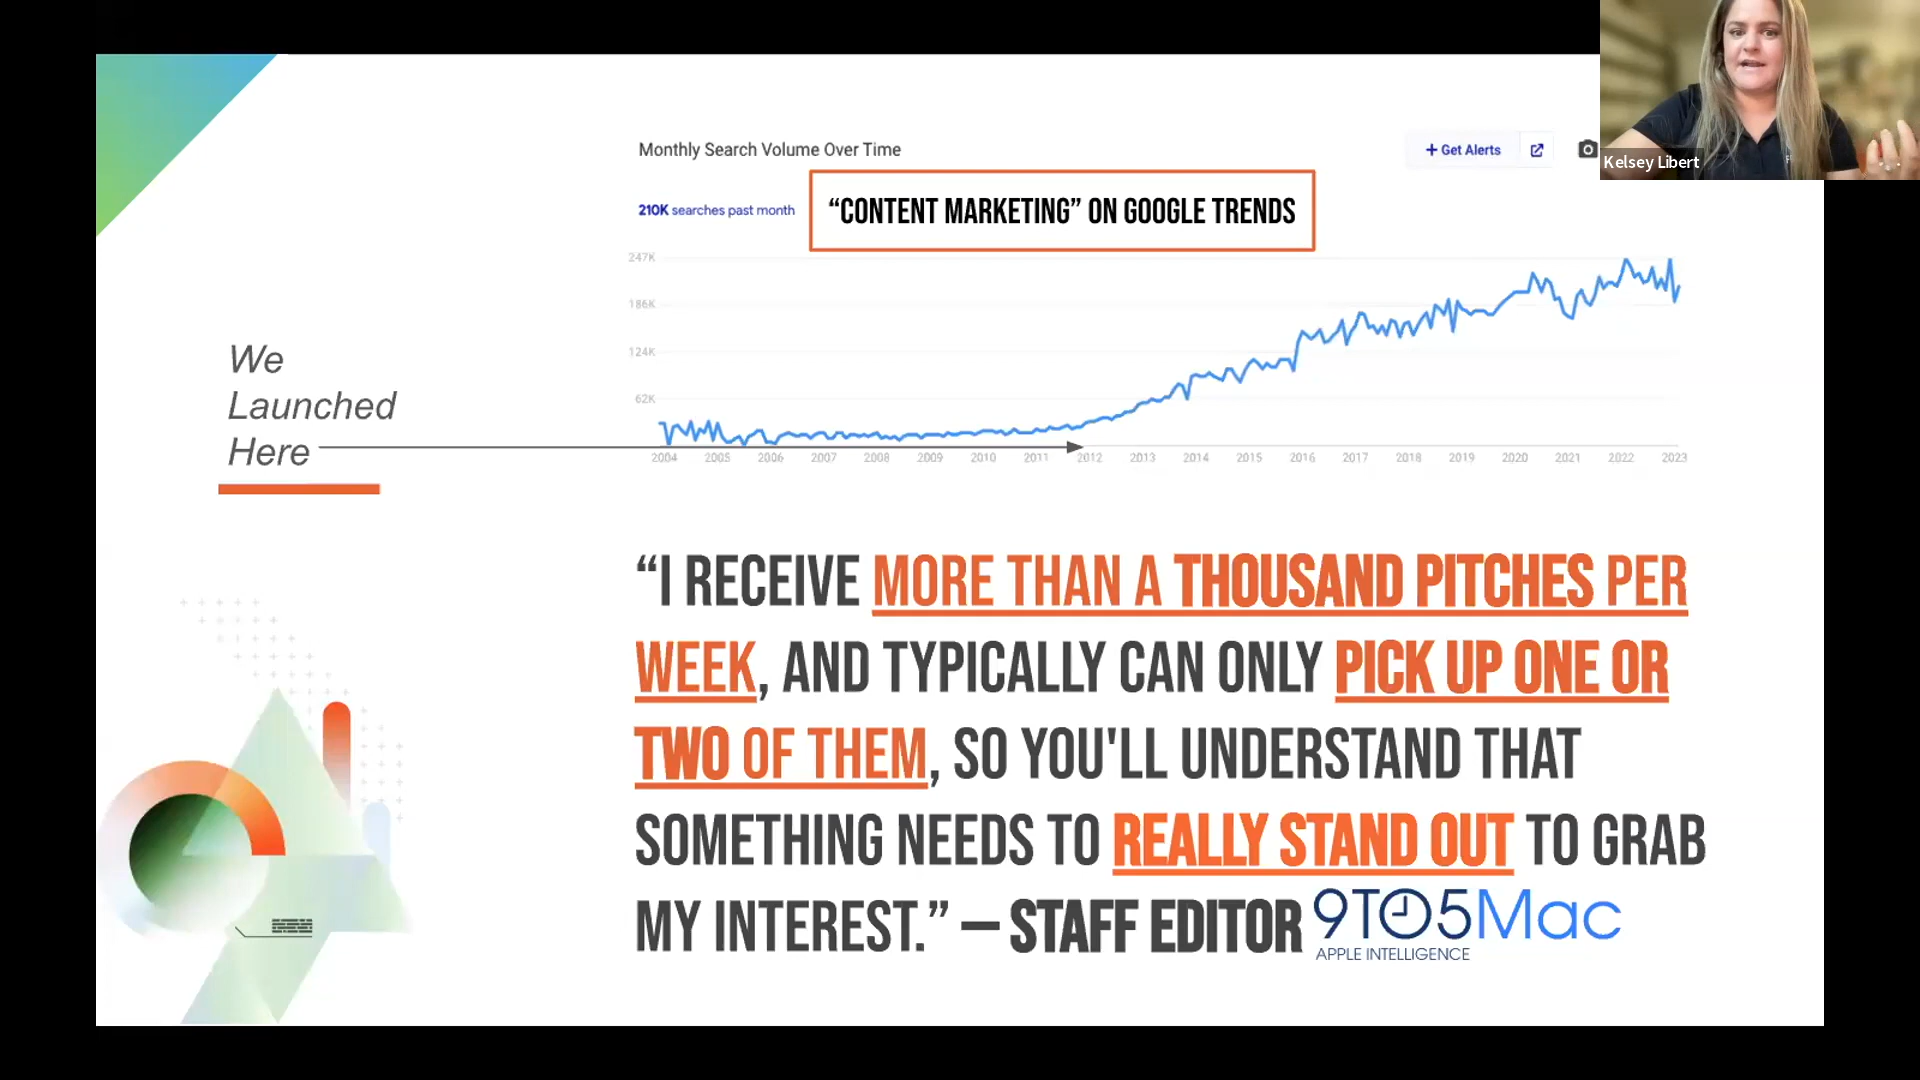 Monthly Search Volume Over Time
+ Get Alerts
Kelsey Libert
210K searches past month
“CONTENT MARKETING” ON GOOGLE TRENDS
247K
186K
124K
62K
2004 2005 2006 2007 2008 2009 2010 2011 2012 2013 2014 2015 2016 2017 2018 2019 2020 2021 2022 2023
We
Launched
Here
“I RECEIVE MORE THAN A THOUSAND PITCHES PER
WEEK, AND TYPICALLY CAN ONLY PICK UP ONE OR
TWO OF THEM, SO YOU'LL UNDERSTAND THAT
SOMETHING NEEDS TO REALLY STAND OUT TO GRAB
MY INTEREST.” – STAFF EDITOR 9TO5Mac
APPLE INTELLIGENCE